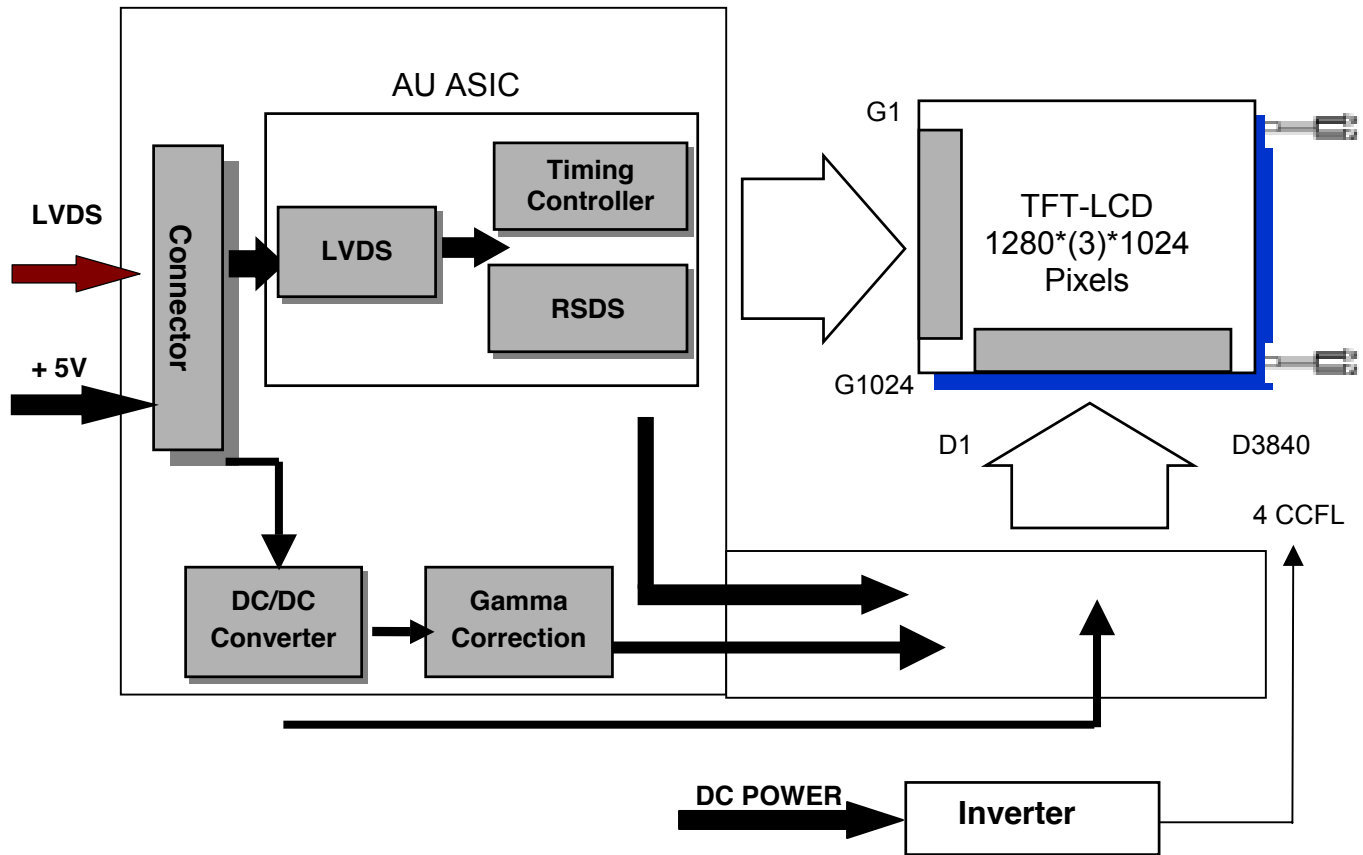 AU ASIC
G1
Timing
Controller
LVDS
Connector
LVDS
TFT-LCD
1280*(3)*1024
Pixels
RSDS
+ 5V
G1024
D1
D3840
4 CCFL
DC/DC
Converter
Gamma
Correction
DC POWER
Inverter